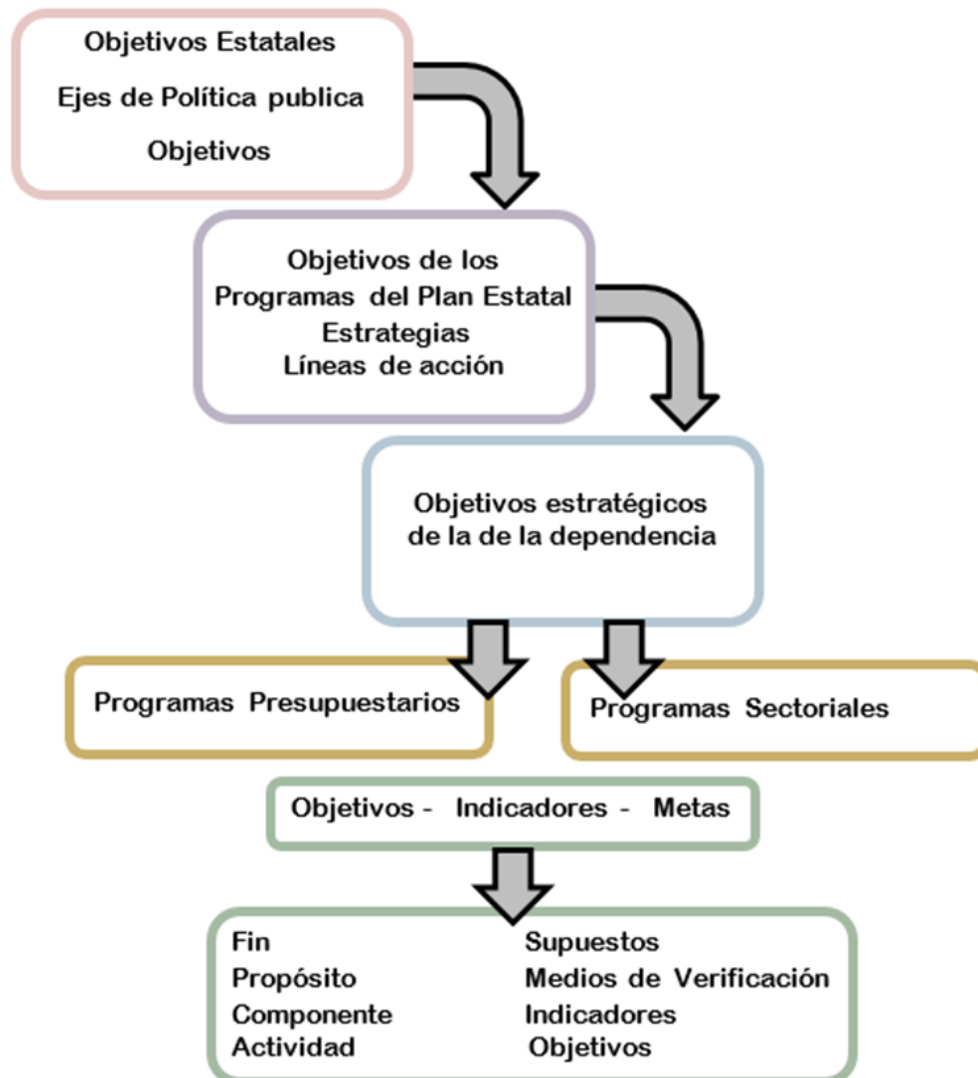 Objetivos Estatales
Ejes de Política publica
Objetivos
Objetivos de los
Programas del Plan Estatal
Estrategias
Líneas de acción
Objetivos estratégicos
de la de la dependencia
Programas Presupuestarios
Programas Sectoriales
Objetivos - Indicadores - Metas
Fin
Propósito
Componente
Actividad
Supuestos
Medios de Verificación
Indicadores
Objetivos